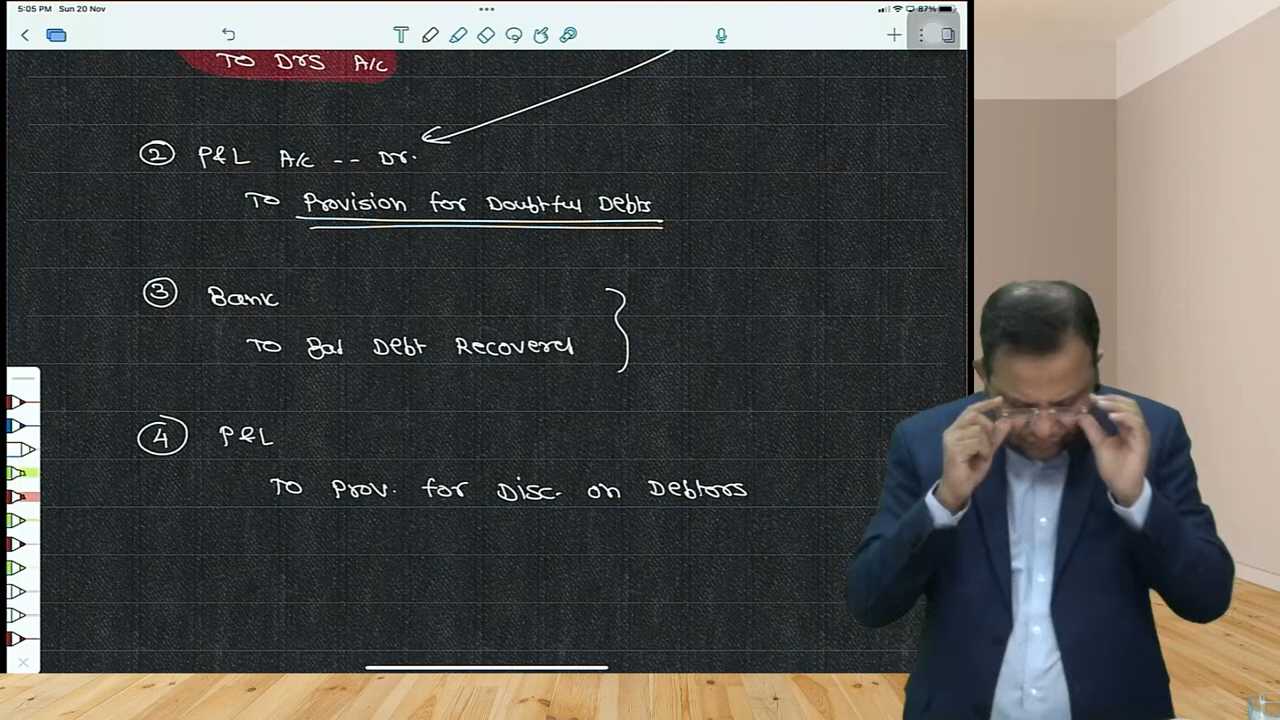 5:05 PM Sun 20 Nov
87%
TO DrS A/c
② P&L A/c -- Dr.
To Provision for Doubtful Debts
③ Bank
To Bad Debt Recovered
④ P&L
To Prov. for Disc. on Debtors